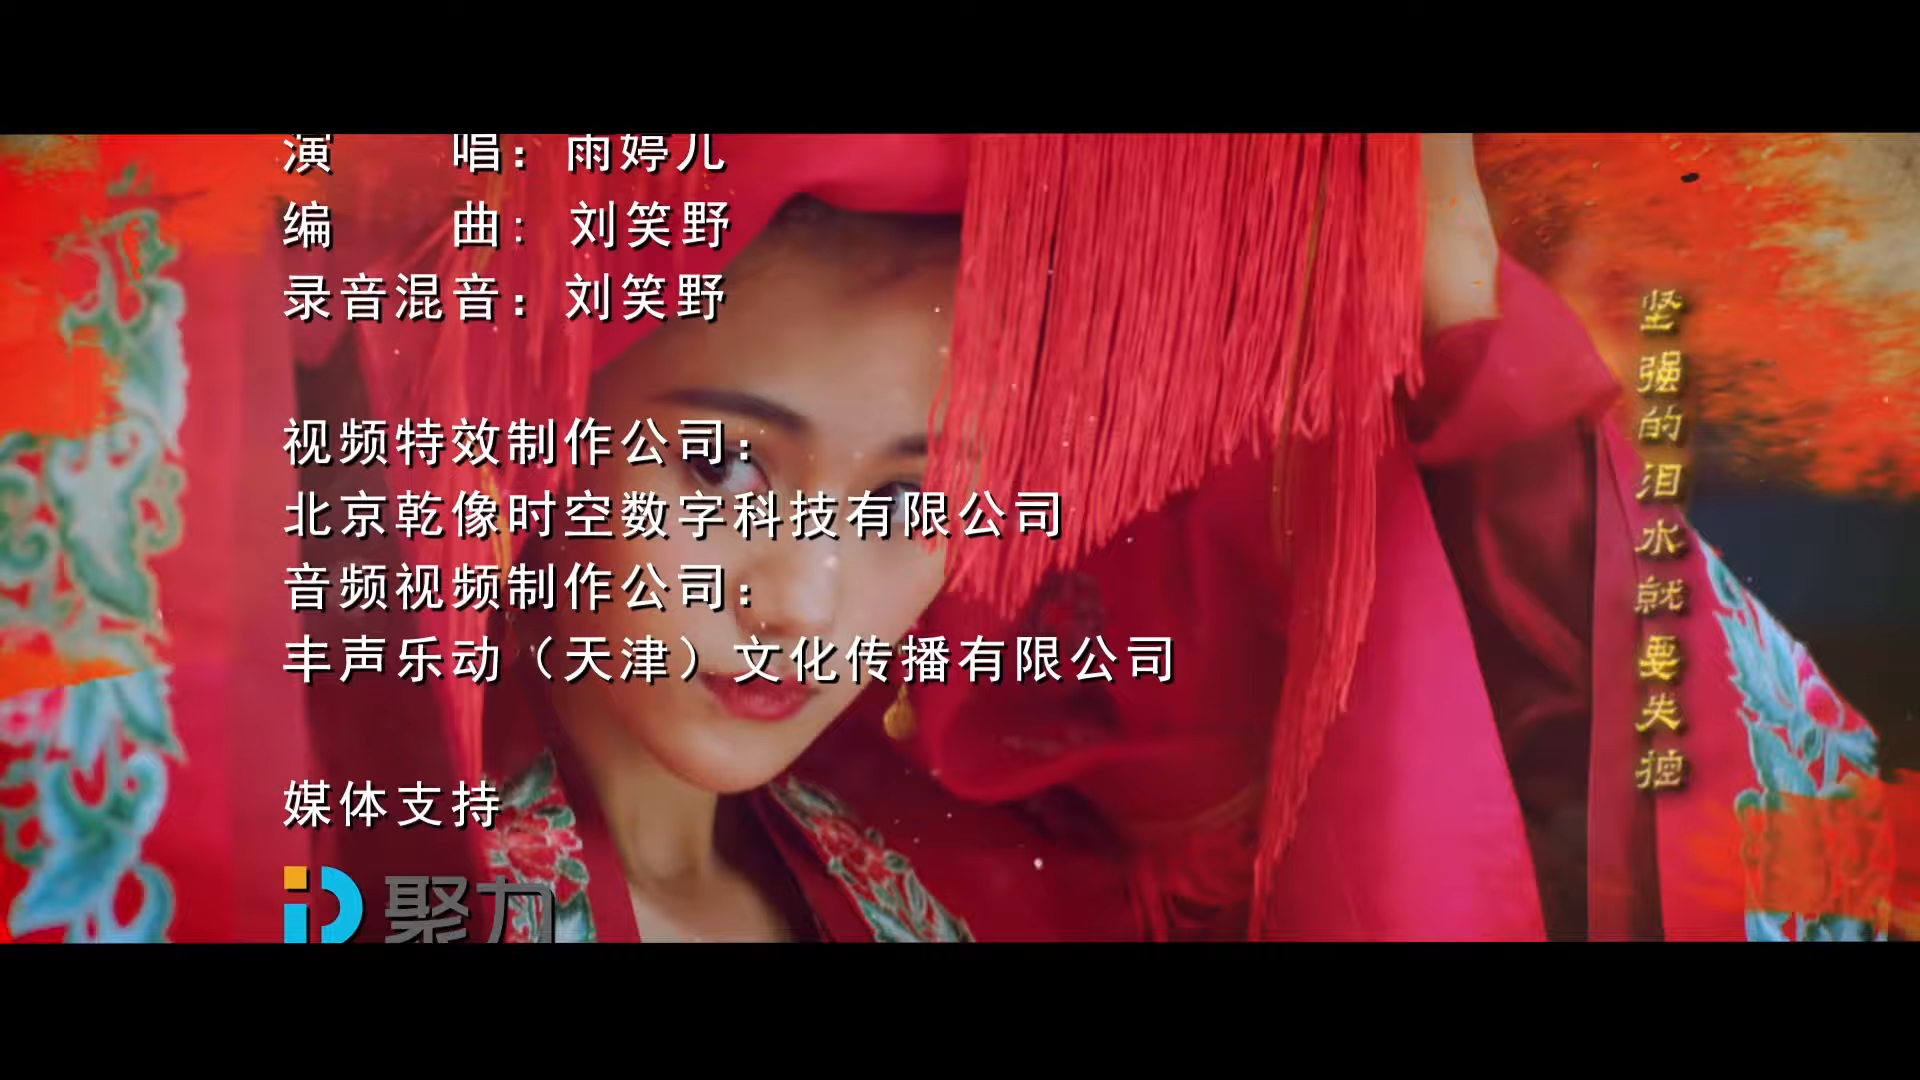 演 唱：雨婷儿
编 曲：刘笑野
录音混音：刘笑野
视频特效制作公司：
北京乾像时空数字科技有限公司
音频视频制作公司：
丰声乐动（天津）文化传播有限公司
媒体支持
聚力
坚强的泪水就要失控